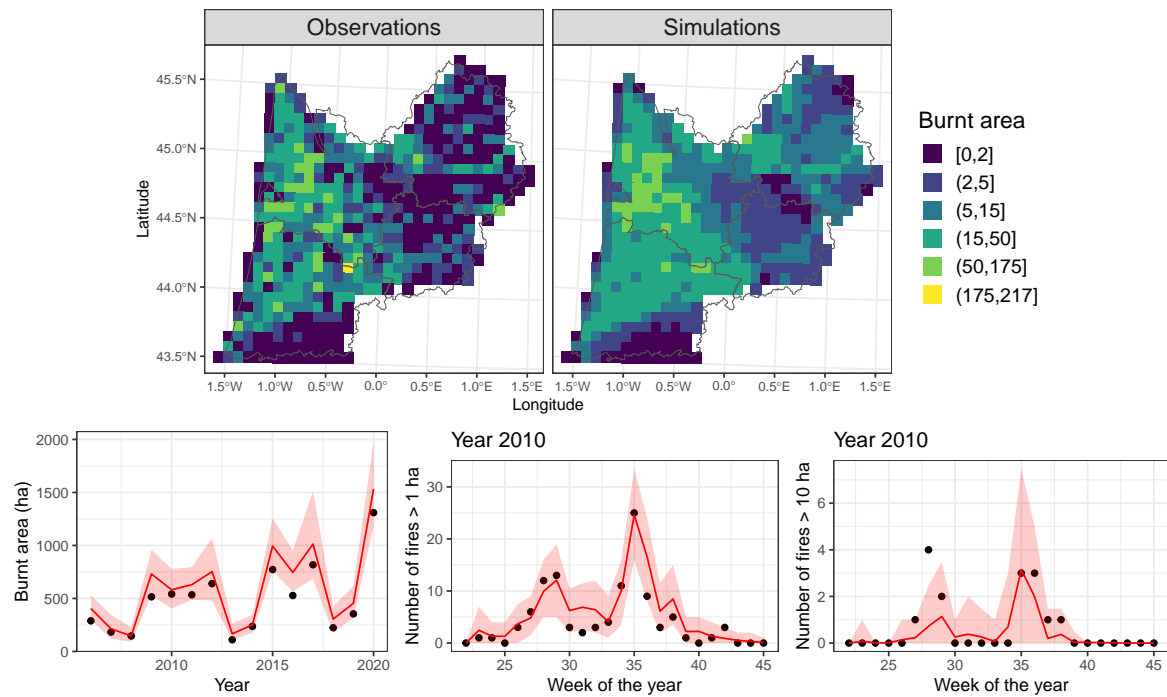 Observations Simulations
45.5°N
45.0°N
44.5°N
44.0°N
43.5°N
Latitude
1.5°W 1.0°W 0.5°W 0.0° 0.5°E 1.0°E 1.5°E 1.5°W 1.0°W 0.5°W 0.0° 0.5°E 1.0°E 1.5°E
Longitude
Burnt area
[0,2]
(2,5]
(5,15]
(15,50]
(50,175]
(175,217]
2000
1500
1000
500
0
Burnt area (ha)
2010 2015 2020
Year
Year 2010
30
20
10
0
Number of fires > 1 ha
25 30 35 40 45
Week of the year
Year 2010
6
4
2
0
Number of fires > 10 ha
25 30 35 40 45
Week of the year